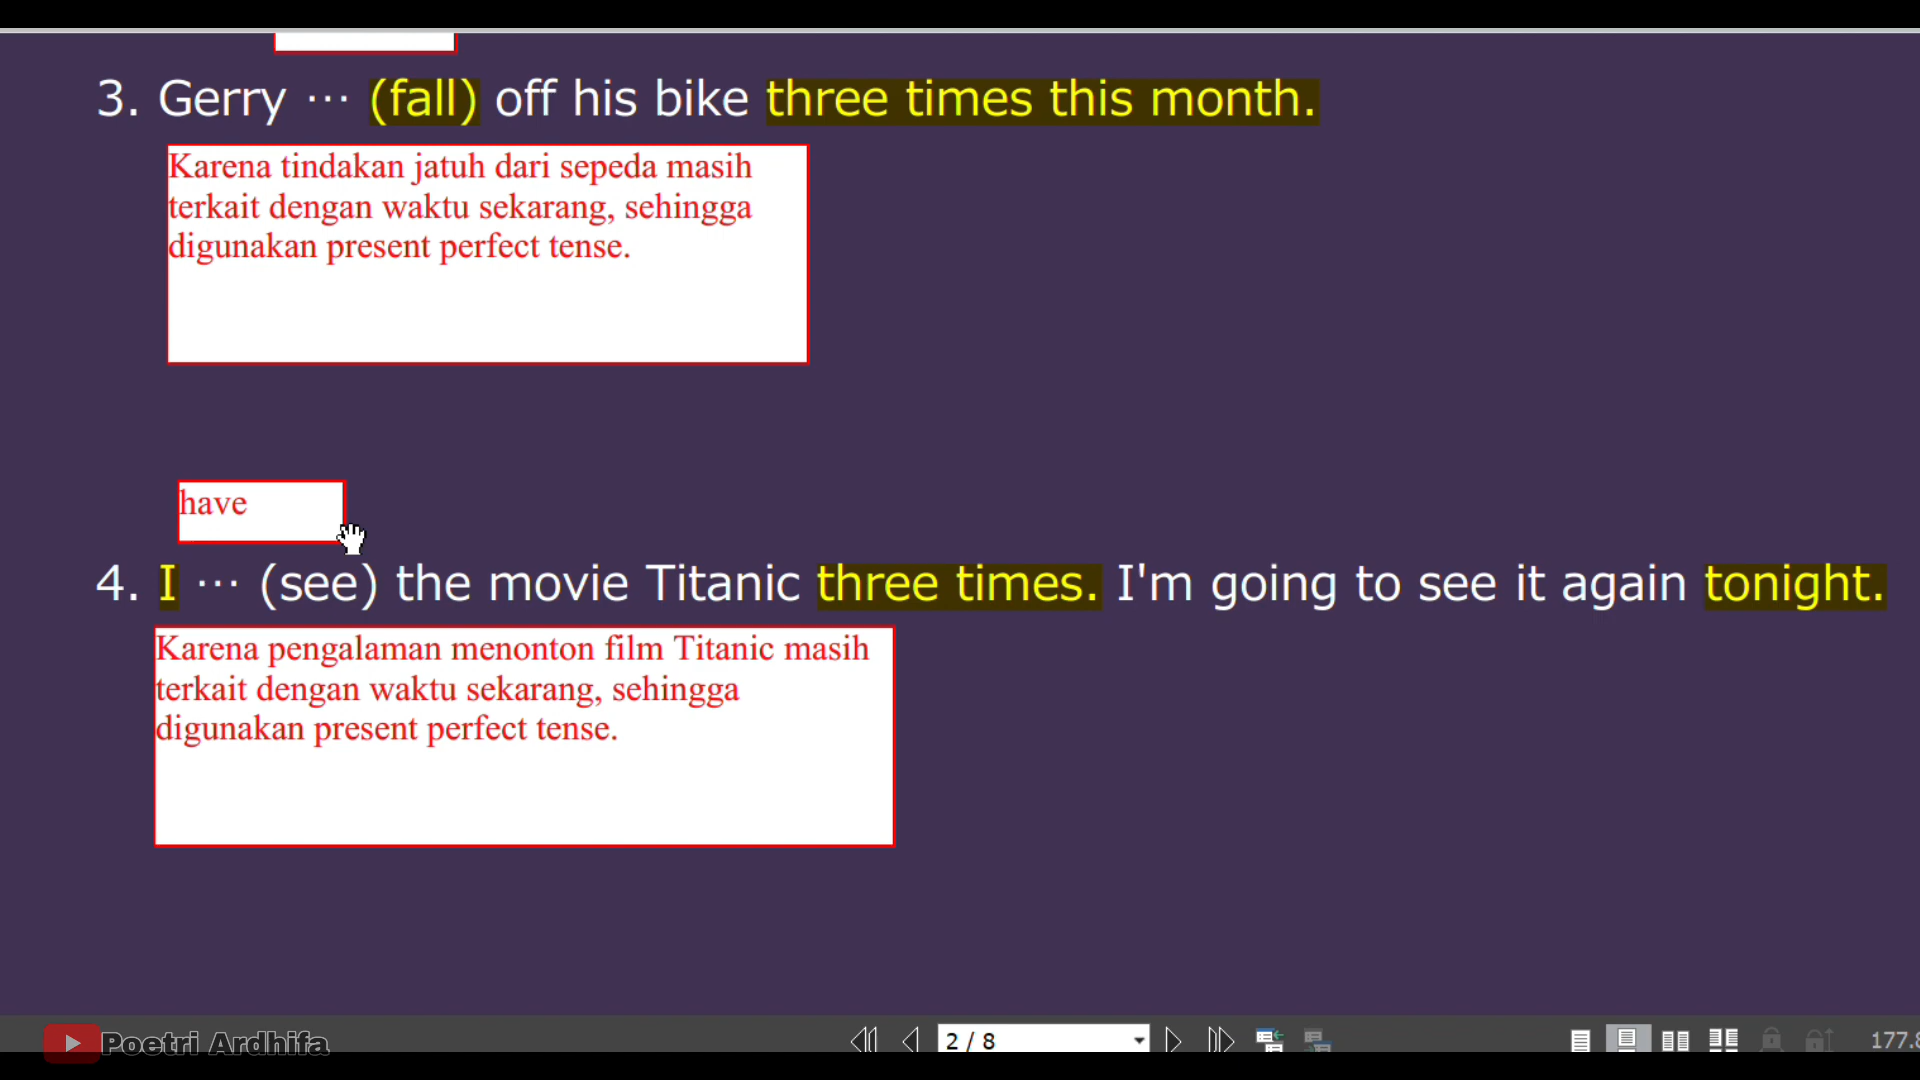 3. Gerry ··· (fall) off his bike three times this month.
Karena tindakan jatuh dari sepeda masih
terkait dengan waktu sekarang, sehingga
digunakan present perfect tense.
have
4. I ··· (see) the movie Titanic three times. I'm going to see it again tonight.
Karena pengalaman menonton film Titanic masih
terkait dengan waktu sekarang, sehingga
digunakan present perfect tense.
Poetri Ardhifa
2 / 8
177.8